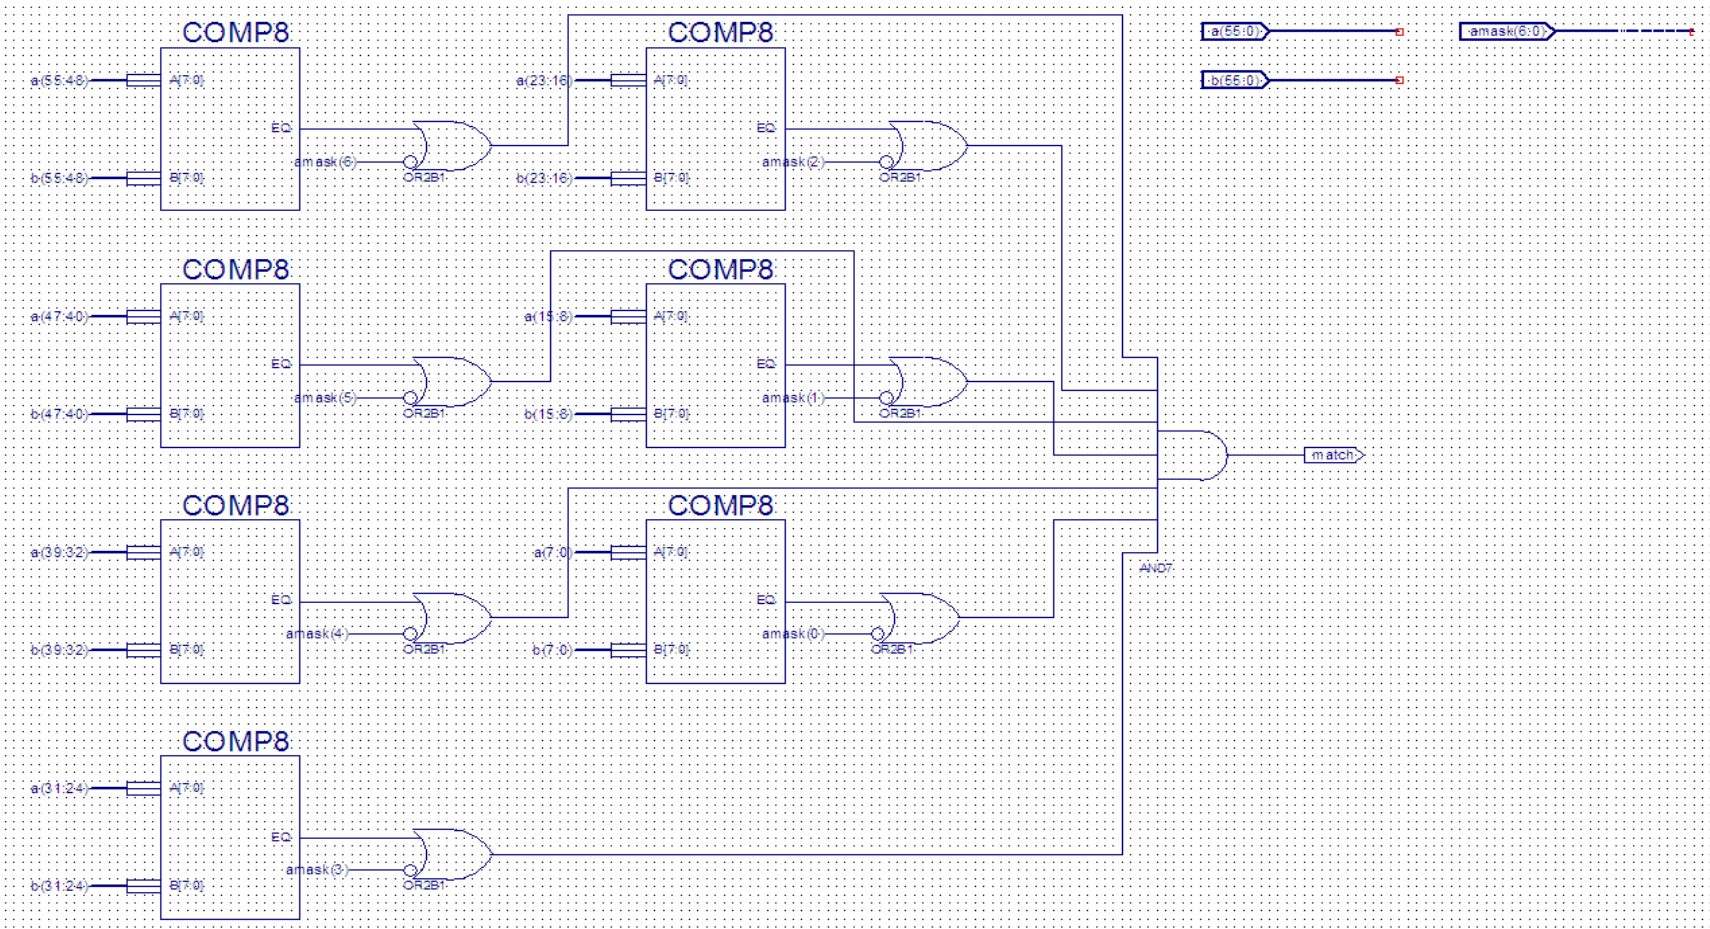 COMP8
COMP8
a(55:0)
amask(6:0)
a(55:48)
A[7:0]
a(23:16)
A[7:0]
b(55:0)
EQ
EQ
amask(6)
amask(2)
b(55:48)
B[7:0]
OR2B1
b(23:16)
B[7:0]
OR2B1
COMP8
COMP8
a(47:40)
A[7:0]
a(15:8)
A[7:0]
EQ
EQ
amask(5)
amask(1)
b(47:40)
B[7:0]
OR2B1
b(15:8)
B[7:0]
OR2B1
match
COMP8
COMP8
a(39:32)
A[7:0]
a(7:0)
A[7:0]
AND7
EQ
EQ
amask(4)
amask(0)
b(39:32)
B[7:0]
OR2B1
b(7:0)
B[7:0]
OR2B1
COMP8
a(31:24)
A[7:0]
EQ
amask(3)
b(31:24)
B[7:0]
OR2B1